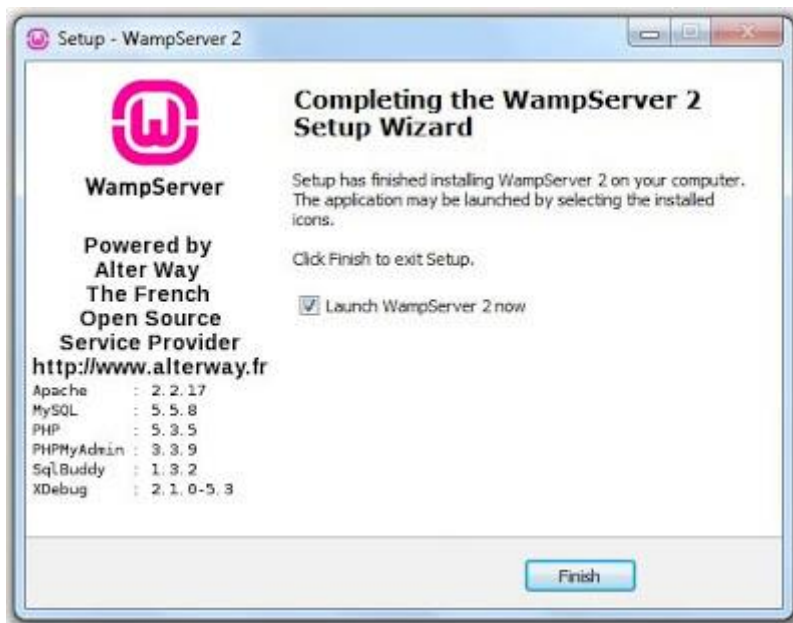 Setup - WampServer 2
WampServer
Powered by
Alter Way
The French
Open Source
Service Provider
http://www.alterway.fr
Apache : 2.2.17
MySQL : 5.5.8
PHP : 5.3.5
PHPMyAdmin : 3.3.9
SqlBuddy : 1.3.2
XDebug : 2.1.0-5.3
Completing the WampServer 2
Setup Wizard
Setup has finished installing WampServer 2 on your computer.
The application may be launched by selecting the installed
icons.
Click Finish to exit Setup.
Launch WampServer 2 now
Finish